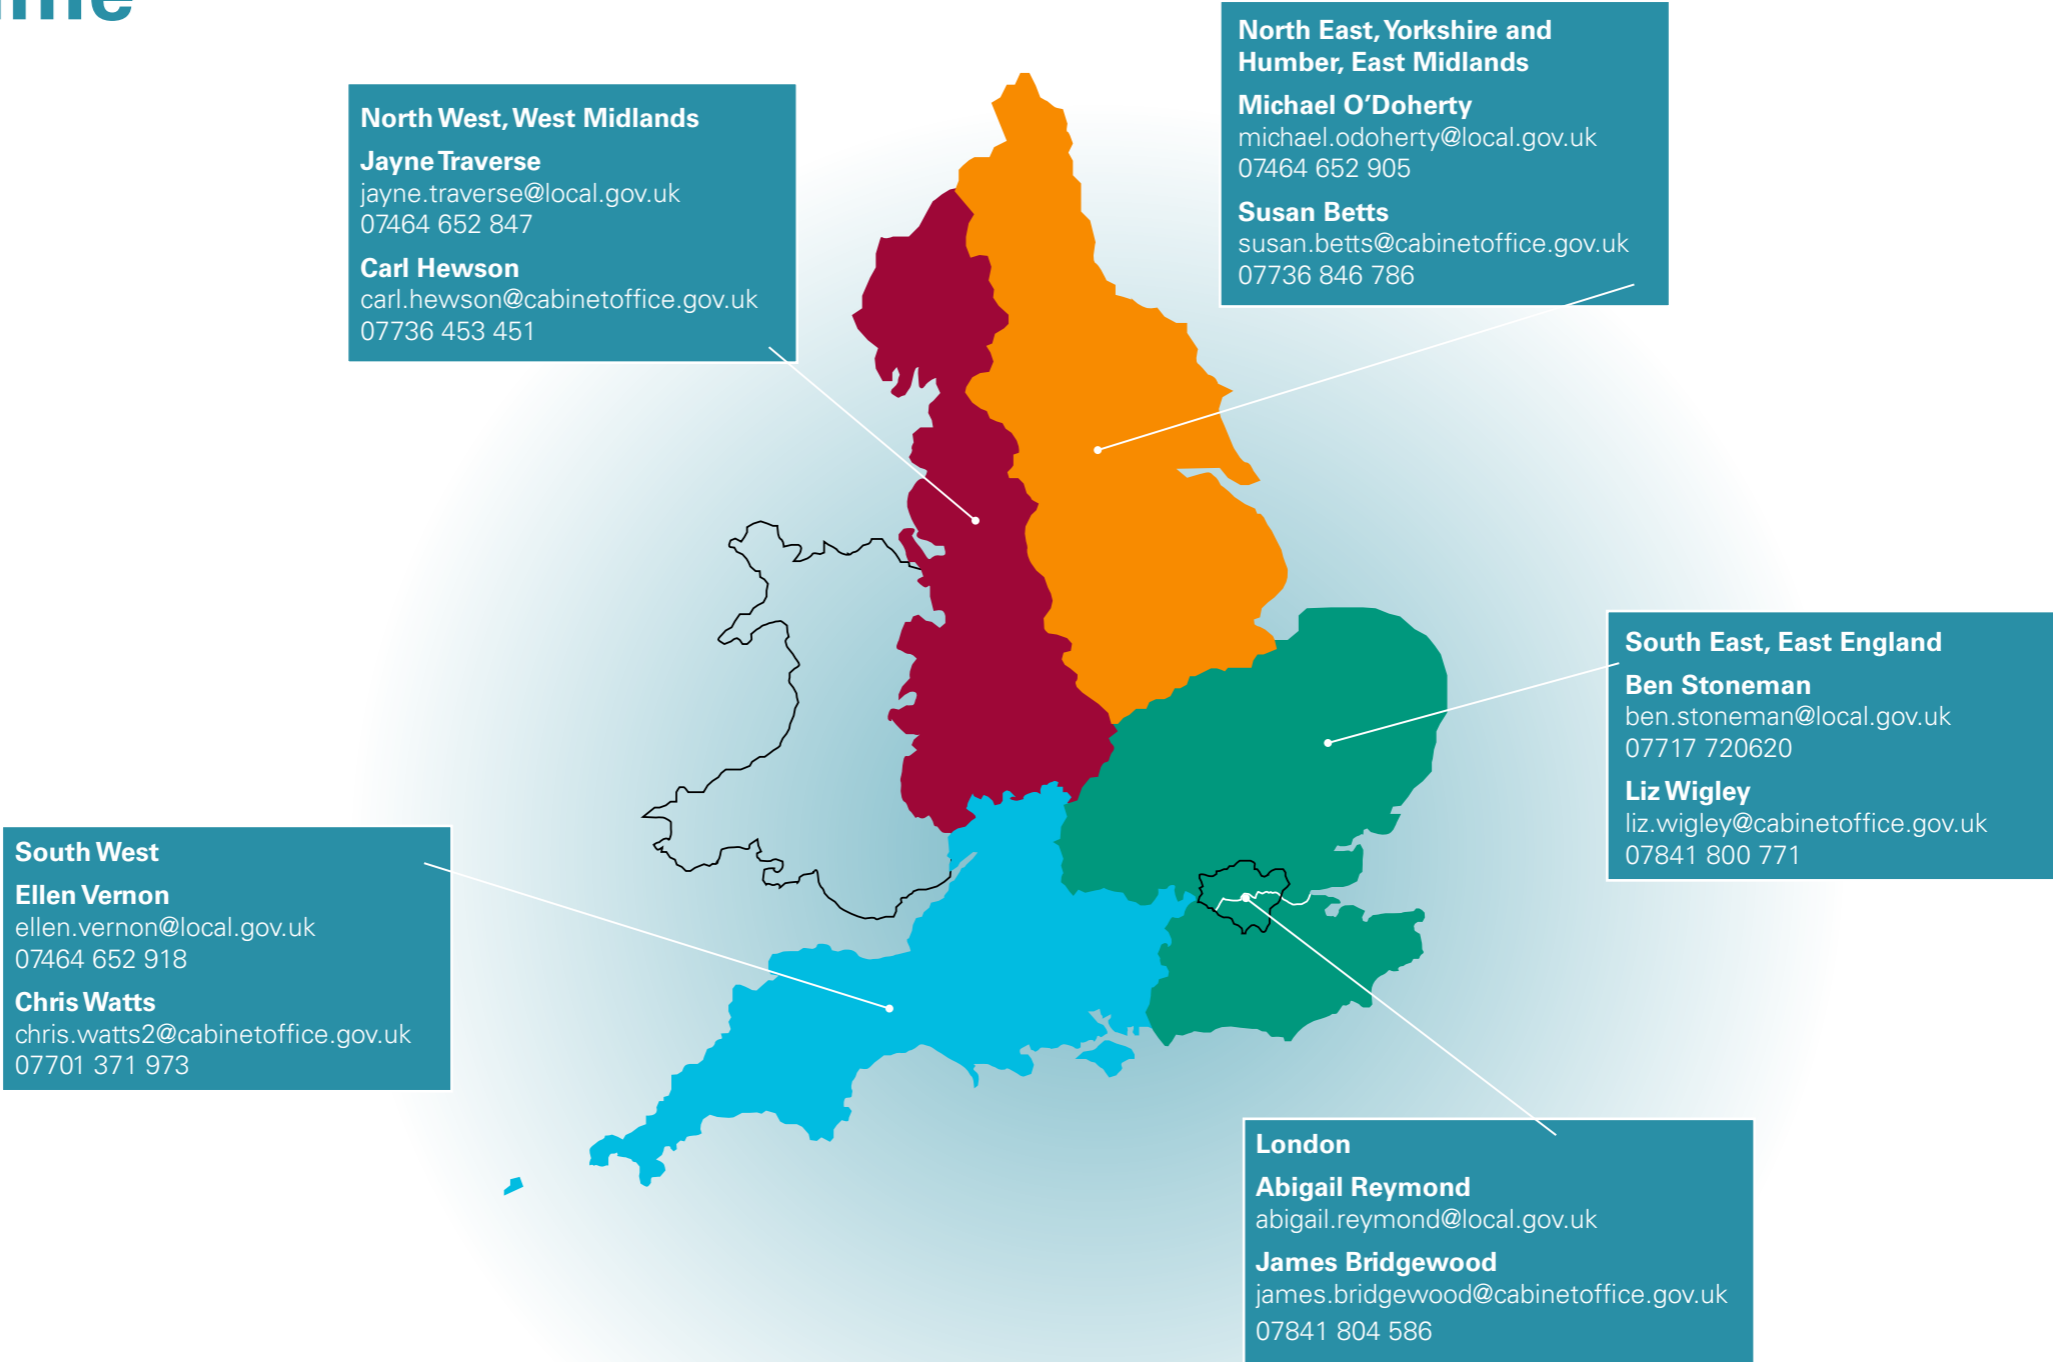 North East, Yorkshire and
Humber, East Midlands
Michael O’Doherty
michael.odoherty@local.gov.uk
07464 652 905
Susan Betts
susan.betts@cabinetoffice.gov.uk
07736 846 786
North West, West Midlands
Jayne Traverse
jayne.traverse@local.gov.uk
07464 652 847
Carl Hewson
carl.hewson@cabinetoffice.gov.uk
07736 453 451
South East, East England
Ben Stoneman
ben.stoneman@local.gov.uk
07717 720620
Liz Wigley
liz.wigley@cabinetoffice.gov.uk
07841 800 771
South West
Ellen Vernon
ellen.vernon@local.gov.uk
07464 652 918
Chris Watts
chris.watts2@cabinetoffice.gov.uk
07701 371 973
London
Abigail Reymond
abigail.reymond@local.gov.uk
James Bridgewood
james.bridgewood@cabinetoffice.gov.uk
07841 804 586